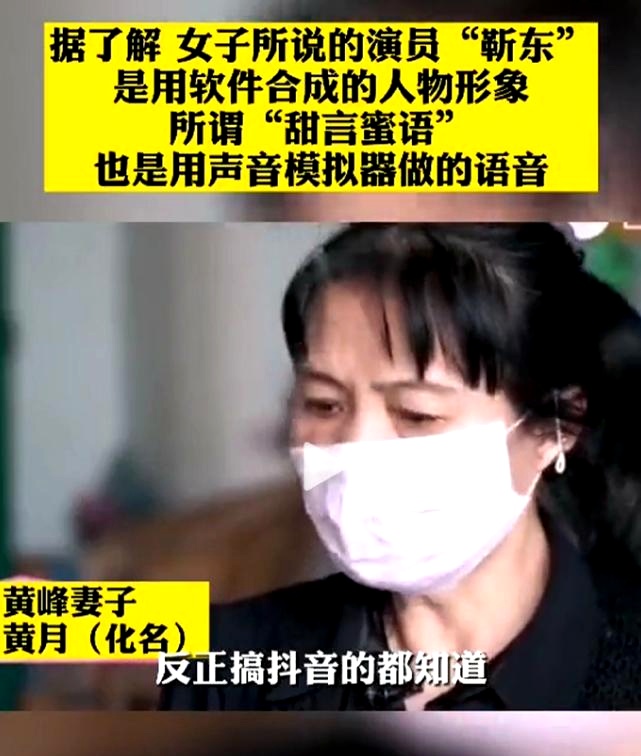 据了解 女子所说的演员“靳东”
是用软件合成的人物形象
所谓“甜言蜜语”
也是用声音模拟器做的语音
黄峰妻子
黄月（化名）
反正搞抖音的都知道